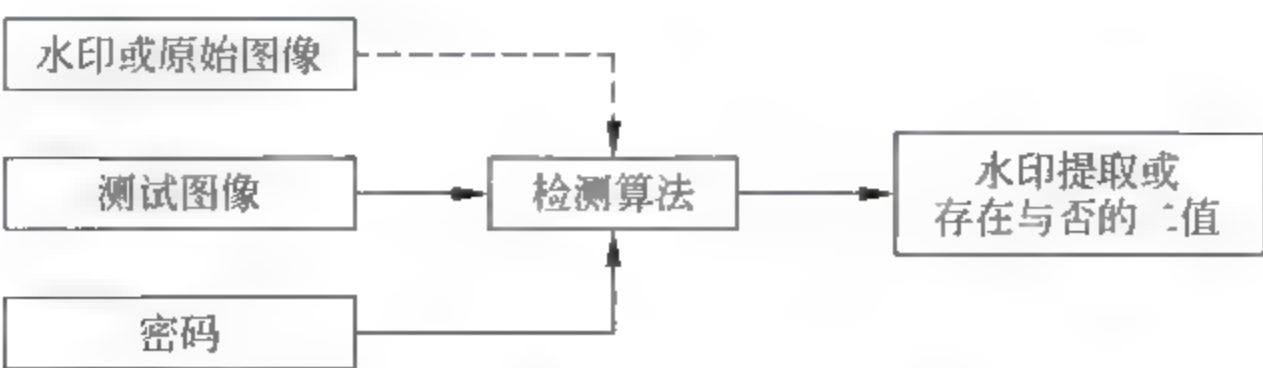 水印或原始图像
测试图像
检测算法
水印提取或
存在与否的二值
密码